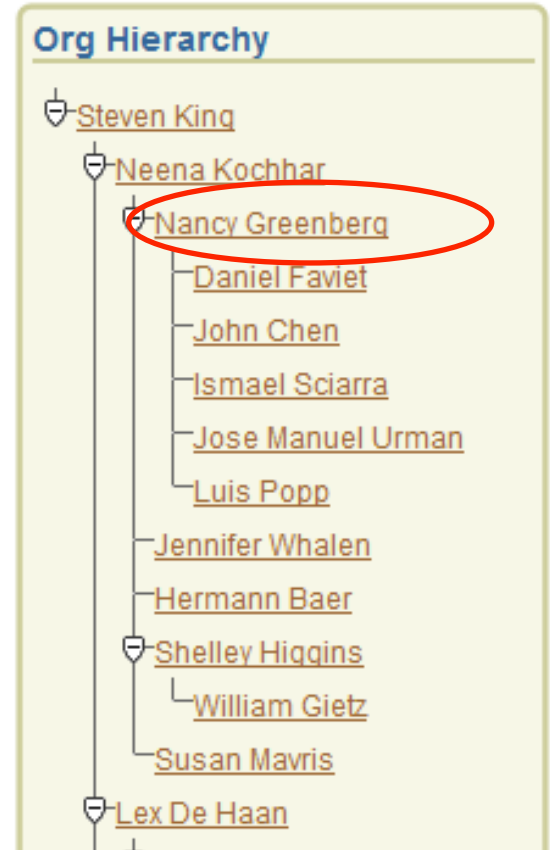 Org Hierarchy
Steven King
Neena Kochhar
Nancy Greenberg
Daniel Faviet
John Chen
Ismael Sciarra
Jose Manuel Urman
Luis Popp
Jennifer Whalen
Hermann Baer
Shelley Higgins
William Gietz
Susan Mavris
Lex De Haan